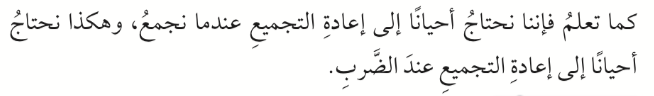 كما تعلمُ فإننا نحتاجُ أحيانًا إلى إعادةِ التجميعِ عندما نجمعُ، وهكذا نحتاجُ
أحيانًا إلى إعادةِ التجميعِ عندَ الضَّربِ.